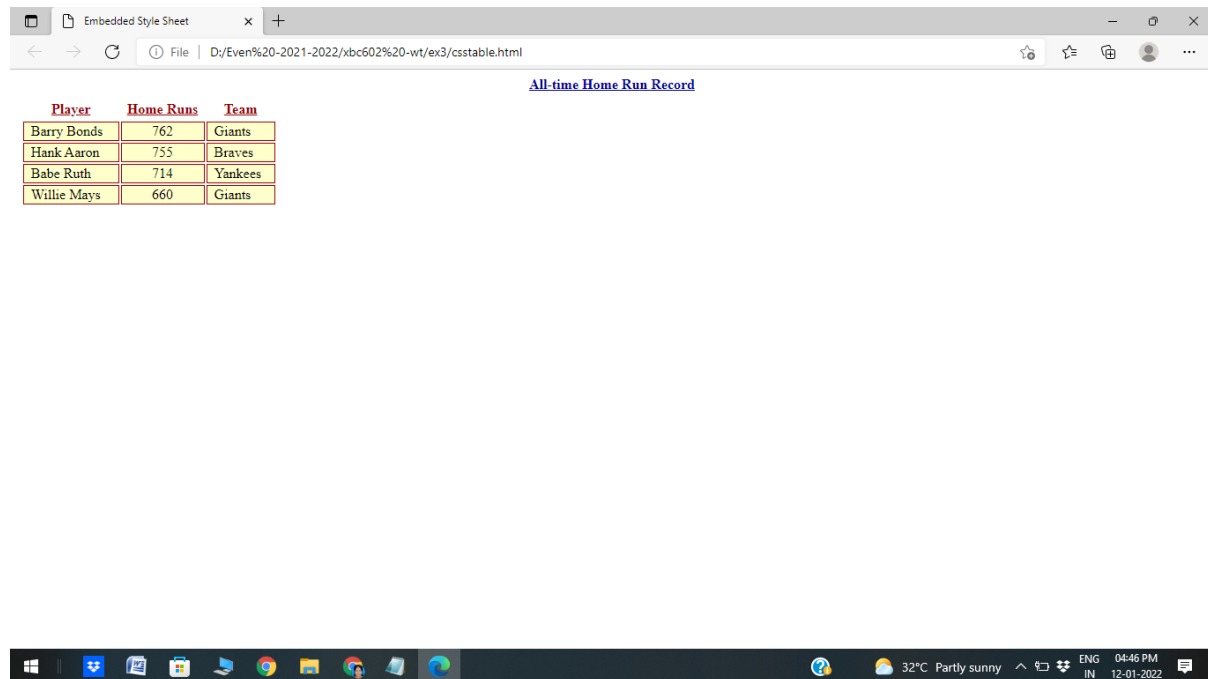 Embedded Style Sheet
File | D:/Even%20-2021-2022/xbc602%20-wt/ex3/csstable.html
All-time Home Run Record
Player Home Runs Team
Barry Bonds 762 Giants
Hank Aaron 755 Braves
Babe Ruth 714 Yankees
Willie Mays 660 Giants
32°C Partly sunny ENG 04:46 PM
IN 12-01-2022